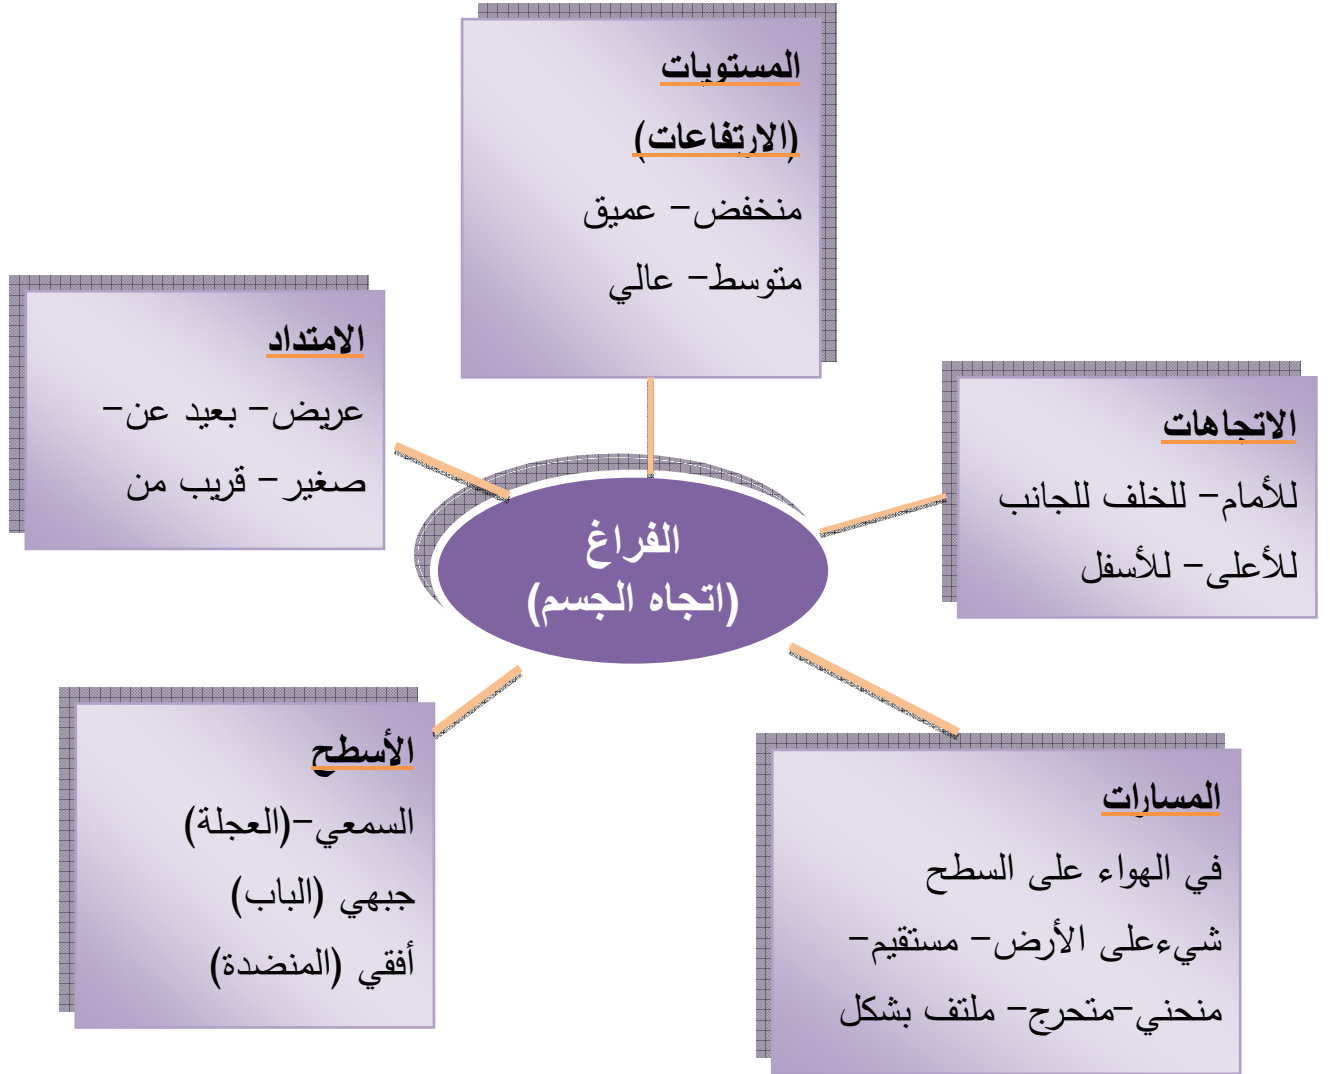 المستويات
(الارتفاعات)
منخفض- عميق
متوسط- عالي
الامتداد
عريض- بعيد عن-
صغير- قريب من
الاتجاهات
للأمام- للخلف للجانب
للأعلى- للأسفل
الفراغ
(اتجاه الجسم)
الأسطح
السمعي-(العجلة)
جبهي (الباب)
أفقي (المنضدة)
المسارات
في الهواء على السطح
شيءعلى الأرض- مستقيم-
منحني-متحرج- ملتف بشكل